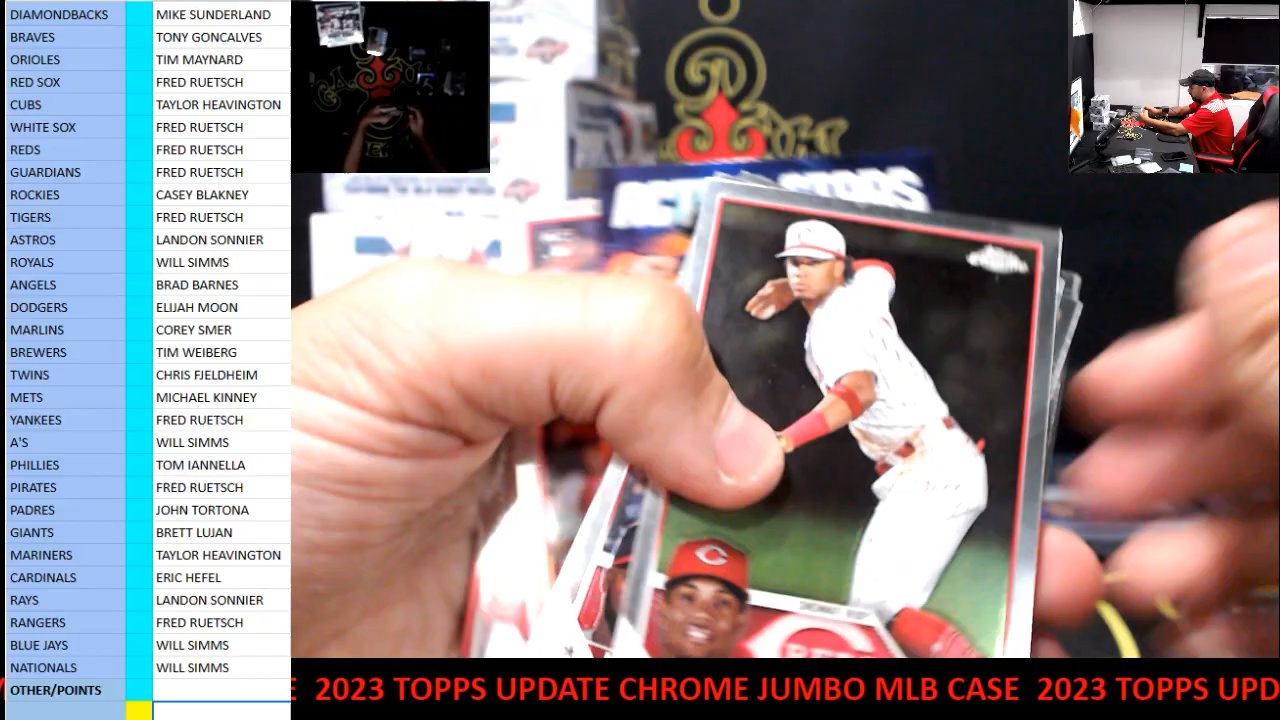 DIAMONDBACKS MIKE SUNDERLAND
BRAVES TONY GONCALVES
ORIOLES TIM MAYNARD
RED SOX FRED RUETSCH
CUBS TAYLOR HEAVINGTON
WHITE SOX FRED RUETSCH
REDS FRED RUETSCH
GUARDIANS FRED RUETSCH
ROCKIES CASEY BLAKNEY
TIGERS FRED RUETSCH
ASTROS LANDON SONNIER
ROYALS WILL SIMMS
ANGELS BRAD BARNES
DODGERS ELIJAH MOON
MARLINS COREY SMER
BREWERS TIM WEIBERG
TWINS CHRIS FJELDHEIM
METS MICHAEL KINNEY
YANKEES FRED RUETSCH
A'S WILL SIMMS
PHILLIES TOM IANNELLA
PIRATES FRED RUETSCH
PADRES JOHN TORTONA
GIANTS BRETT LUJAN
MARINERS TAYLOR HEAVINGTON
CARDINALS ERIC HEFEL
RAYS LANDON SONNIER
RANGERS FRED RUETSCH
BLUE JAYS WILL SIMMS
NATIONALS WILL SIMMS
OTHER/POINTS
E 2023 TOPPS UPDATE CHROME JUMBO MLB CASE 2023 TOPPS UPD